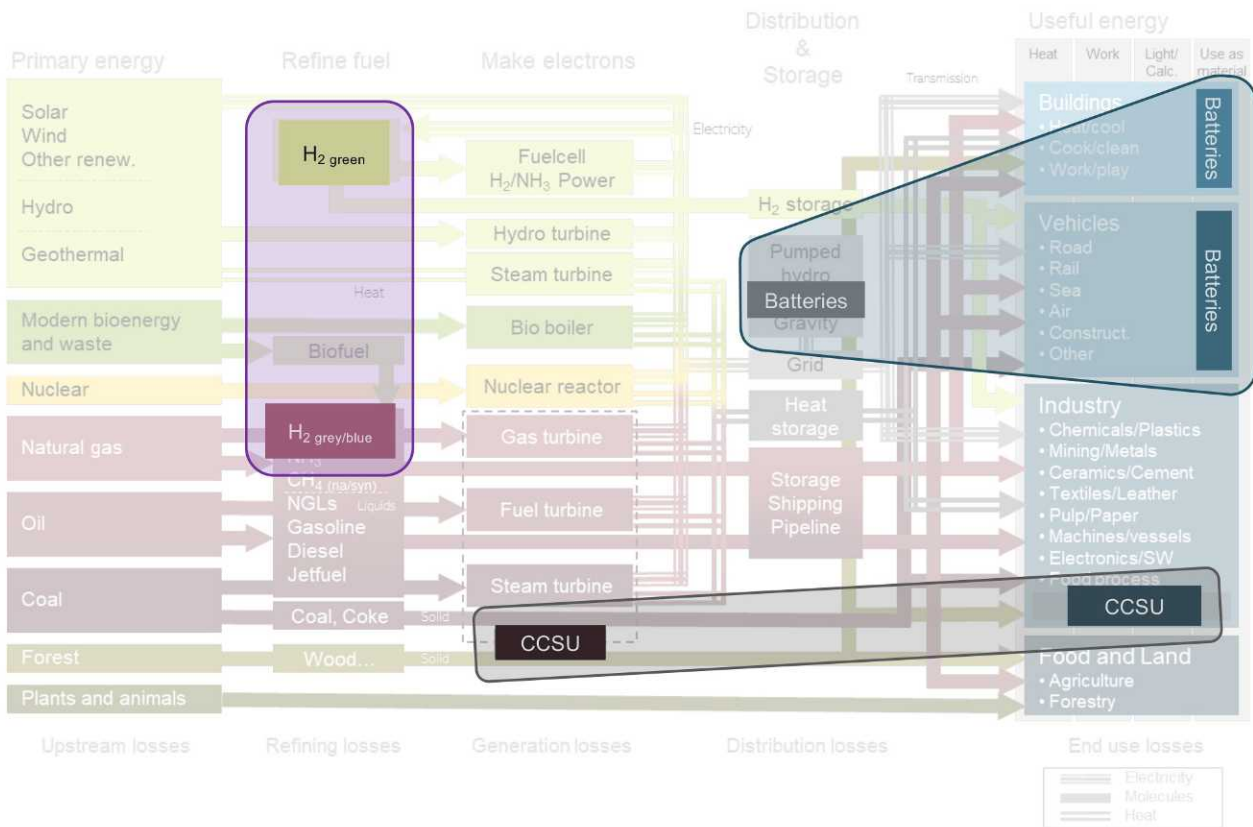 Primary energy
Refine fuel
Make electrons
Distribution
&
Storage
Useful energy
Heat
Work
Light/
Calc.
Use as
material
Transmission
Electricity
Heat
Solar
Wind
Other renew.
Hydro
Geothermal
Modern bioenergy
and waste
Nuclear
Natural gas
Oil
Coal
Forest
Plants and animals
H2 green
Biofuel
H2 grey/blue
NH3
CH4 (na/syn)
NGLs
Liquids
Gasoline
Diesel
Jetfuel
Coal, Coke
Solid
Wood...
Solid
Fuelcell
H2/NH3 Power
Hydro turbine
Steam turbine
Bio boiler
Nuclear reactor
Gas turbine
Fuel turbine
Steam turbine
CCSU
H2 storage
Pumped
hydro
Batteries
Gravity
Grid
Heat
storage
Storage
Shipping
Pipeline
Buildings
• Heat/cool
• Cook/clean
• Work/play
Batteries
Vehicles
• Road
• Rail
• Sea
• Air
• Construct.
• Other
Batteries
Industry
• Chemicals/Plastics
• Mining/Metals
• Ceramics/Cement
• Textiles/Leather
• Pulp/Paper
• Machines/vessels
• Electronics/SW
• Food process
CCSU
Food and Land
• Agriculture
• Forestry
Upstream losses
Refining losses
Generation losses
Distribution losses
End use losses
Electricity
Molecules
Heat